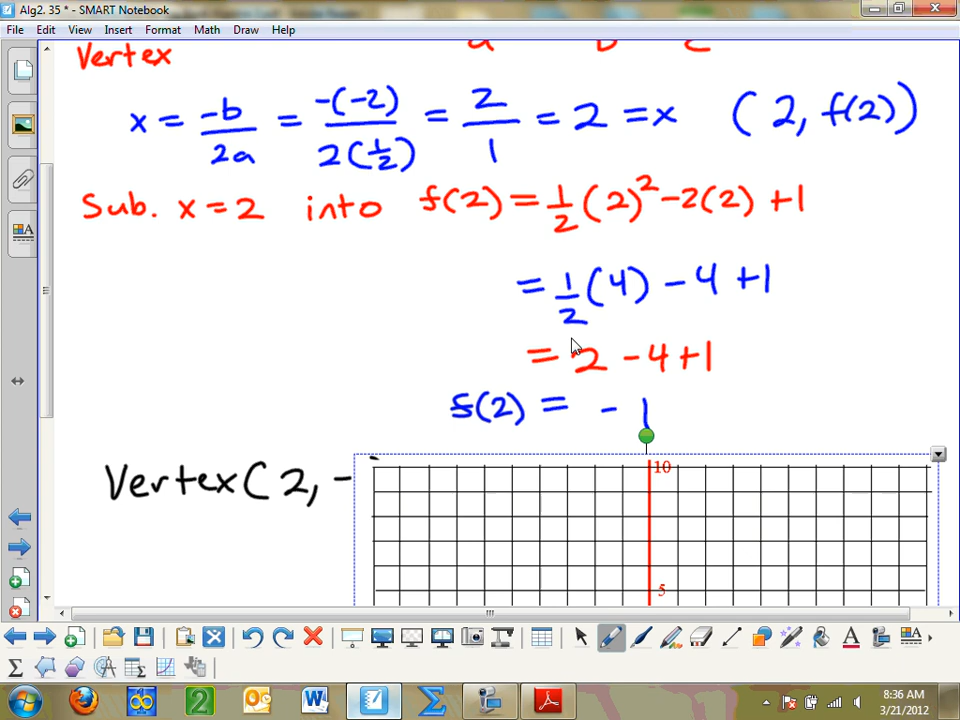 Alg2. 35 * - SMART Notebook
File Edit View Insert Format Math Draw Help
Vertex a b c
x = -b/2a = -(-2)/2(1/2) = 2/1 = 2 = x (2, f(2))
Sub. x = 2 into f(2) = 1/2(2)² - 2(2) + 1
= 1/2(4) - 4 + 1
= 2 - 4 + 1
f(2) = - 1
Vertex (2, -
10
5
8:36 AM
3/21/2012